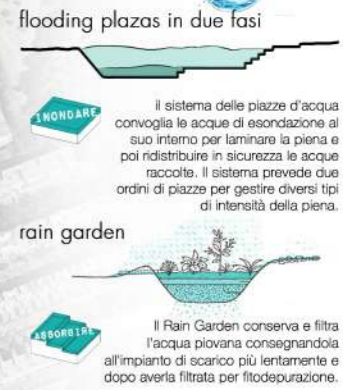 flooding plazas in due fasi
INONDARE
il sistema delle piazze d'acqua
convoglia le acque di esondazione al
suo interno per laminare la piena e
poi ridistribuire in sicurezza le acque
raccolte. Il sistema prevede due
ordini di piazze per gestire diversi tipi
di intensità della piena.
rain garden
ASSORBIRE
Il Rain Garden conserva e filtra
l'acqua piovana consegnandola
all'impianto di scarico più lentamente e
dopo averla filtrata per fitodepurazione.